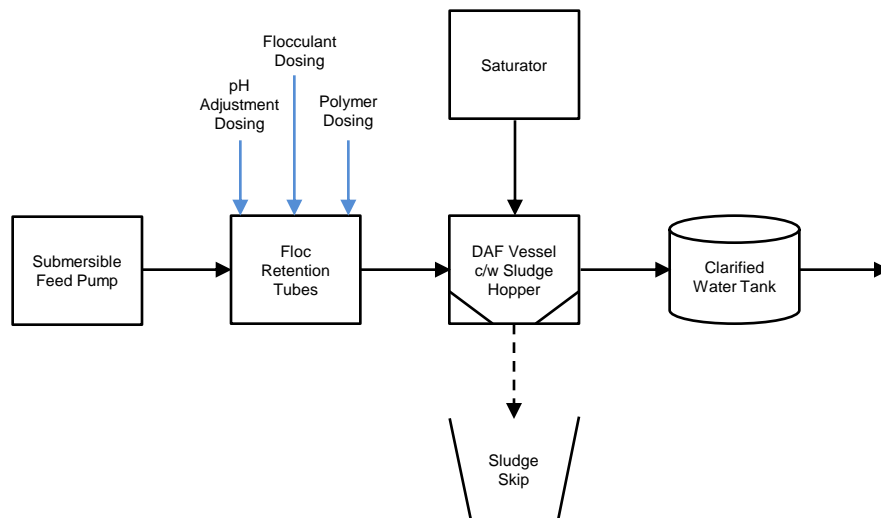 Flocculant
Dosing
Saturator
pH
Adjustment
Dosing
Polymer
Dosing
Submersible
Feed Pump
Floc
Retention
Tubes
DAF Vessel
c/w Sludge
Hopper
Clarified
Water Tank
Sludge
Skip